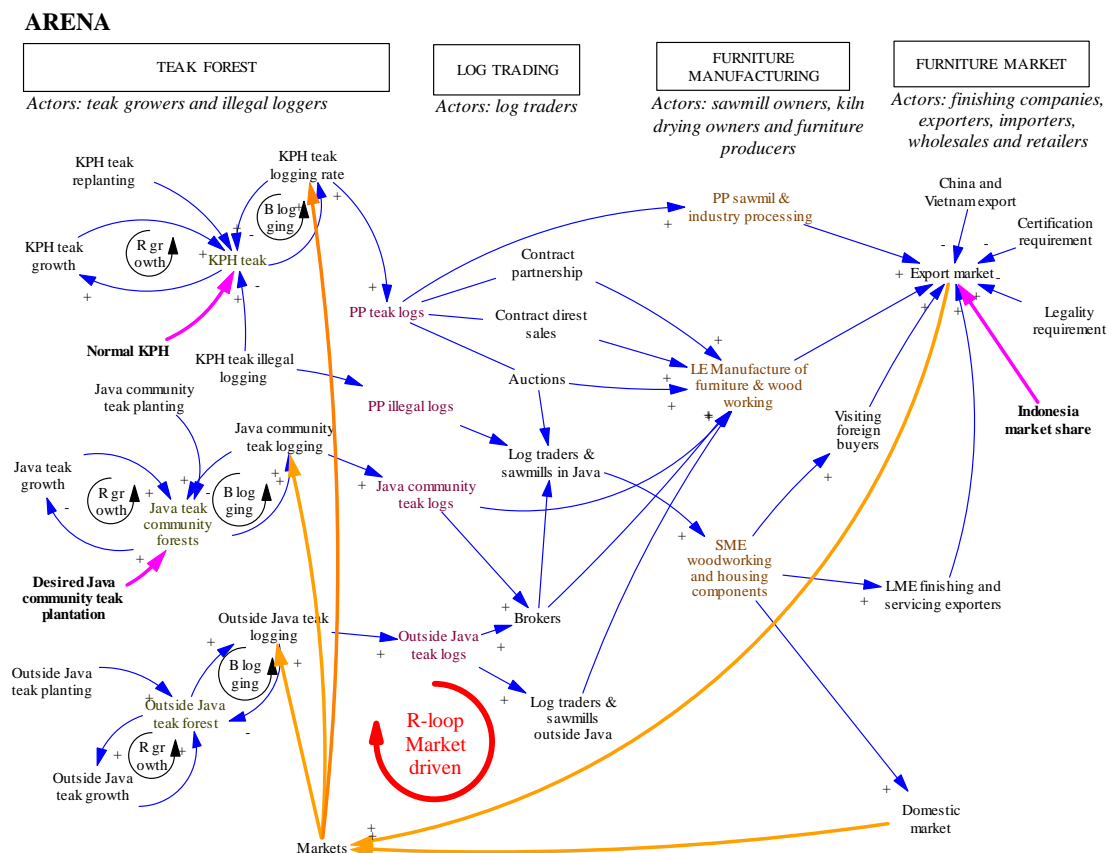 ARENA
TEAK FOREST
LOG TRADING
FURNITURE
MANUFACTURING
FURNITURE MARKET
Actors: teak growers and illegal loggers
Actors: log traders
Actors: sawmill owners, kiln
drying owners and furniture
producers
Actors: finishing companies,
exporters, importers,
wholesales and retailers
KPH teak
replanting
KPH teak
logging rate
B log
ging
R gr
owth
KPH teak
growth
KPH teak
Normal KPH
KPH teak illegal
logging
PP teak logs
PP illegal logs
Contract
partnership
Contract direst
sales
Auctions
PP sawmil &
industry processing
China and
Vietnam export
Certification
requirement
Export market
Legality
requirement
LE Manufacture of
furniture & wood
working
Indonesia
market share
Visiting
foreign
buyers
Java community
teak planting
Java community
teak logging
Java teak
growth
R gr
owth
B log
ging
Java teak
community
forests
Java community
teak logs
Log traders &
sawmills in Java
Desired Java
community teak
plantation
SME
woodworking
and housing
components
LME finishing and
servicing exporters
Brokers
Outside Java teak
logging
Outside Java
teak logs
Outside Java
teak planting
B log
ging
Outside Java
teak forest
R gr
owth
Outside Java
teak growth
Log traders &
sawmills
outside Java
R-loop
Market
driven
Domestic
market
Markets